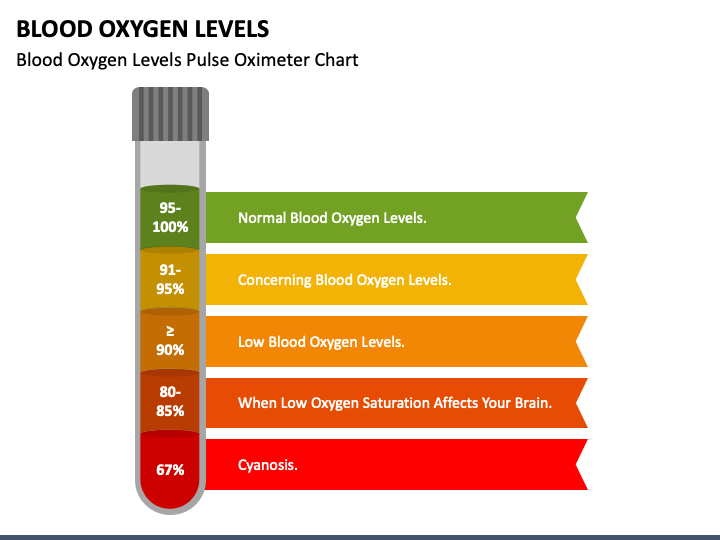 BLOOD OXYGEN LEVELS
Blood Oxygen Levels Pulse Oximeter Chart
95-
100%
Normal Blood Oxygen Levels.
91-
95%
Concerning Blood Oxygen Levels.
≥
90%
Low Blood Oxygen Levels.
80-
85%
When Low Oxygen Saturation Affects Your Brain.
67%
Cyanosis.